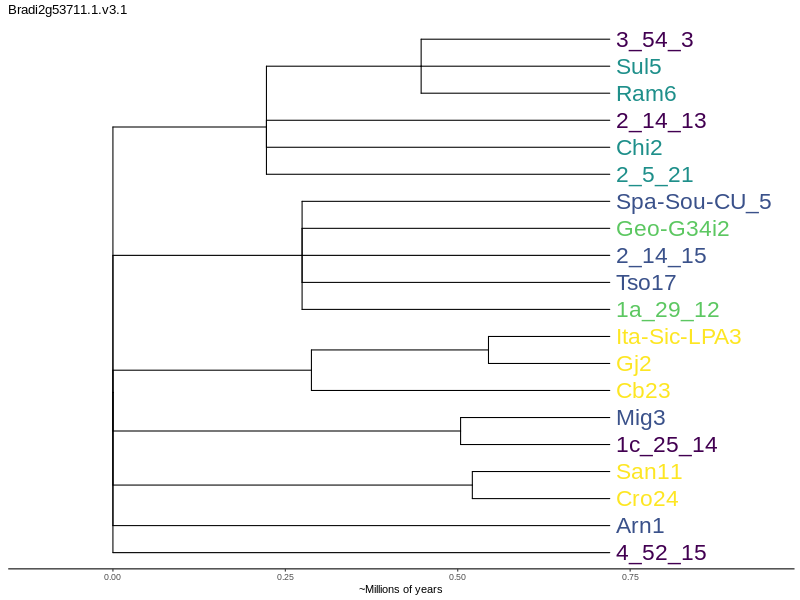 Bradi2g53711.1.v3.1
3_54_3
Sul5
Ram6
2_14_13
Chi2
2_5_21
Spa-Sou-CU_5
Geo-G34i2
2_14_15
Tso17
1a_29_12
Ita-Sic-LPA3
Gj2
Cb23
Mig3
1c_25_14
San11
Cro24
Arn1
4_52_15
0.00 0.25 0.50 0.75
~Millions of years